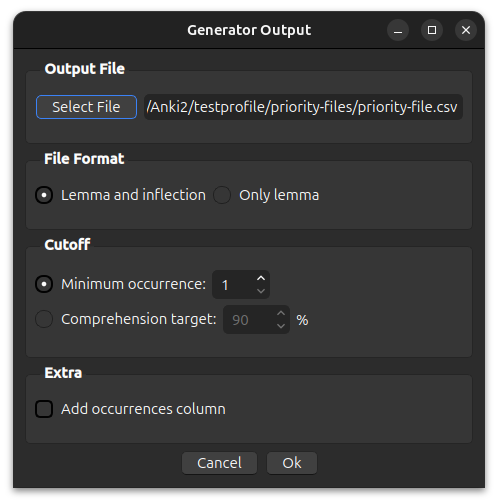 Generator Output
Output File
Select File /Anki2/testprofile/priority-files/priority-file.csv
File Format
Lemma and inflection Only lemma
Cutoff
Minimum occurrence: 1
Comprehension target: 90 %
Extra
Add occurrences column
Cancel Ok